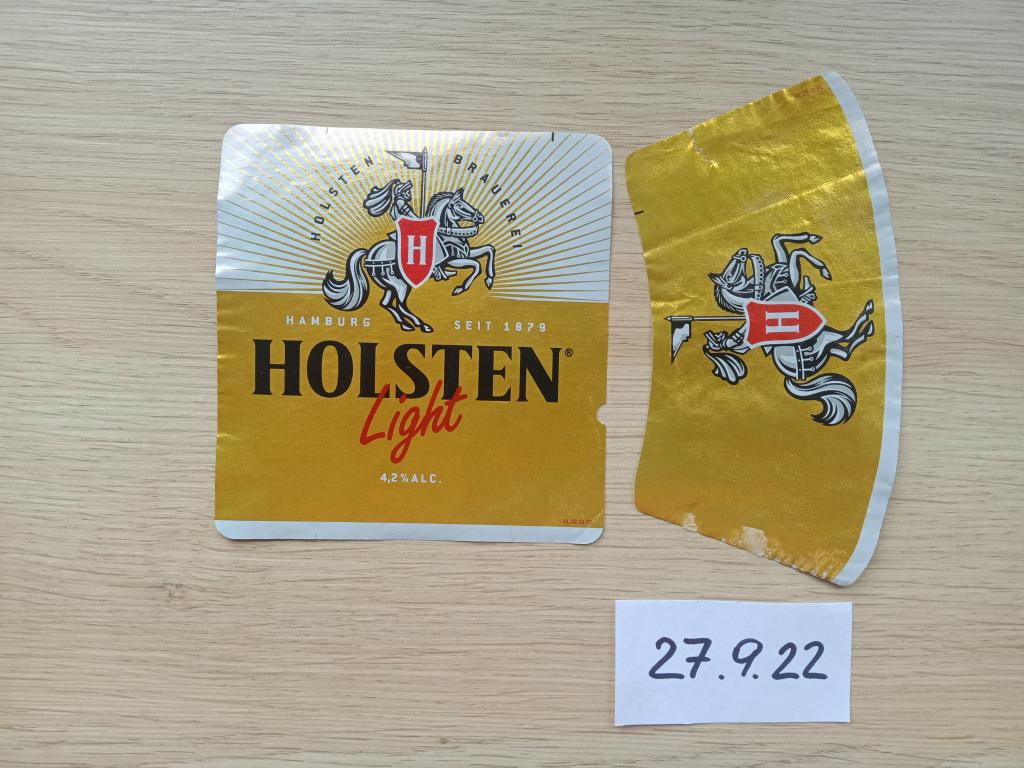 HOLSTEN BRAUEREI
H
HAMBURG SEIT 1879
HOLSTEN®
Light
4,2%ALC.
H
27.9.22